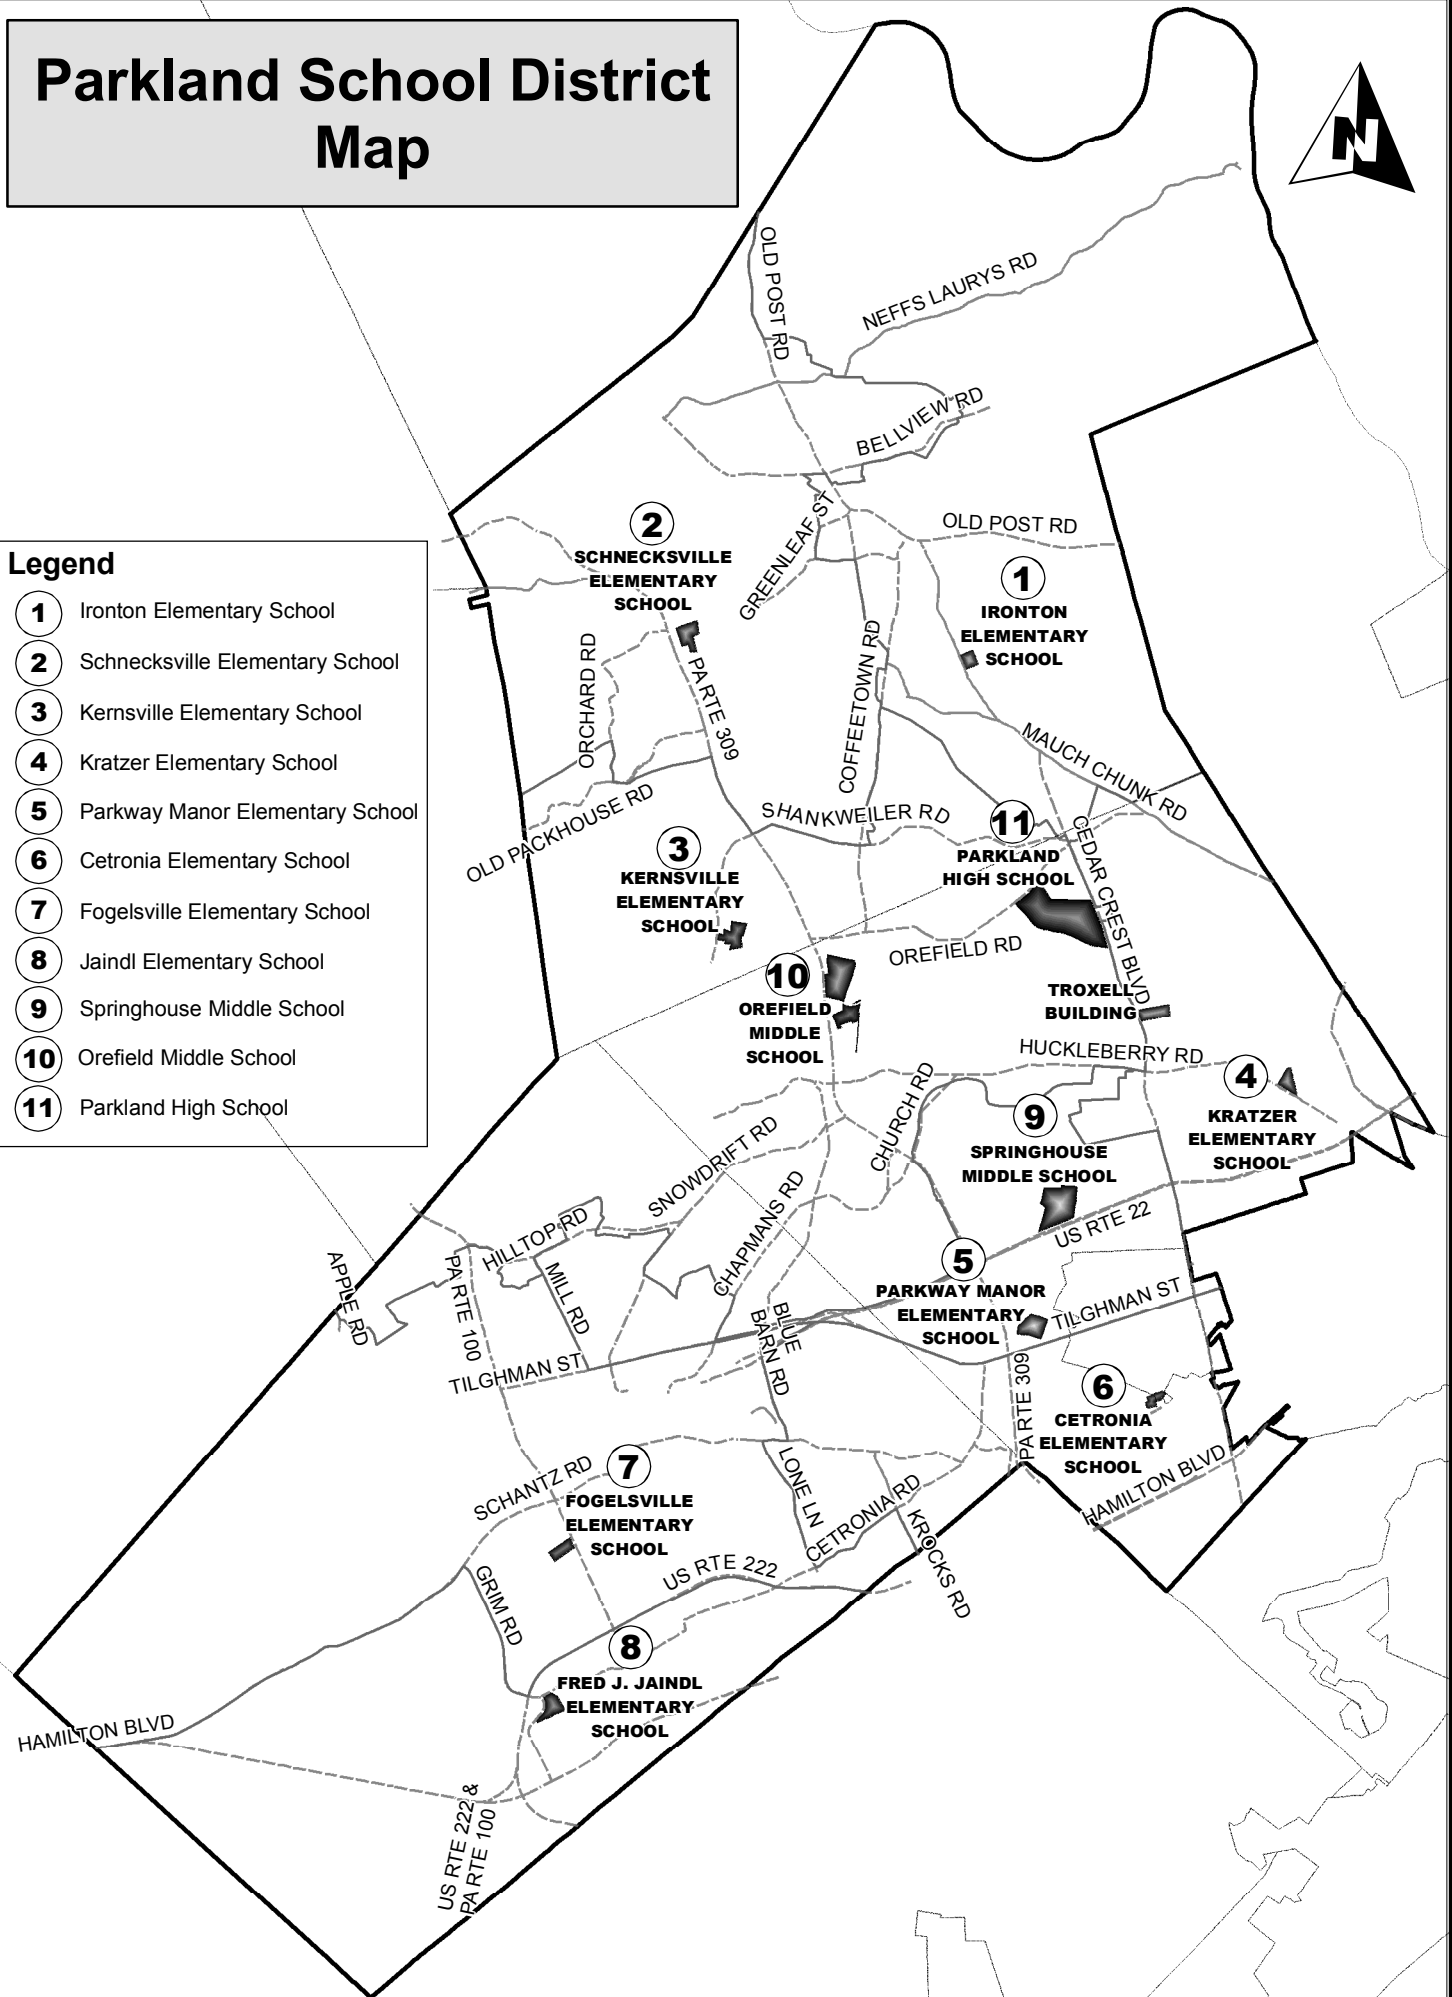 Parkland School District
Map
N
Legend
1 Ironton Elementary School
2 Schnecksville Elementary School
3 Kernsville Elementary School
4 Kratzer Elementary School
5 Parkway Manor Elementary School
6 Cetronia Elementary School
7 Fogelsville Elementary School
8 Jaindl Elementary School
9 Springhouse Middle School
10 Orefield Middle School
11 Parkland High School
OLD POST RD
NEFFS LAURYS RD
BELLVIEW RD
GREENLEAF ST
OLD POST RD
2
SCHNECKSVILLE
ELEMENTARY
SCHOOL
1
IRONTON
ELEMENTARY
SCHOOL
ORCHARD RD
PA RTE 309
COFFEETOWN RD
MAUCH CHUNK RD
OLD PACKHOUSE RD
SHANKWEILER RD
11
PARKLAND
HIGH SCHOOL
CEDAR CREST BLVD
3
KERNSVILLE
ELEMENTARY
SCHOOL
OREFIELD RD
10
OREFIELD
MIDDLE
SCHOOL
TROXELL
BUILDING
HUCKLEBERRY RD
4
KRATZER
ELEMENTARY
SCHOOL
CHURCH RD
9
SPRINGHOUSE
MIDDLE SCHOOL
SNOWDRIFT RD
CHAPMANS RD
US RTE 22
HILLTOP RD
APPLE RD
PA RTE 100
MILL RD
5
PARKWAY MANOR
ELEMENTARY
SCHOOL
BLUE
BARN RD
TILGHMAN ST
TILGHMAN ST
PA RTE 309
6
CETRONIA
ELEMENTARY
SCHOOL
HAMILTON BLVD
SCHANTZ RD
7
FOGELSVILLE
ELEMENTARY
SCHOOL
LONE LN
CETRONIA RD
KROCKS RD
US RTE 222
GRIM RD
8
FRED J. JAINDL
ELEMENTARY
SCHOOL
HAMILTON BLVD
US RTE 222 &
PA RTE 100